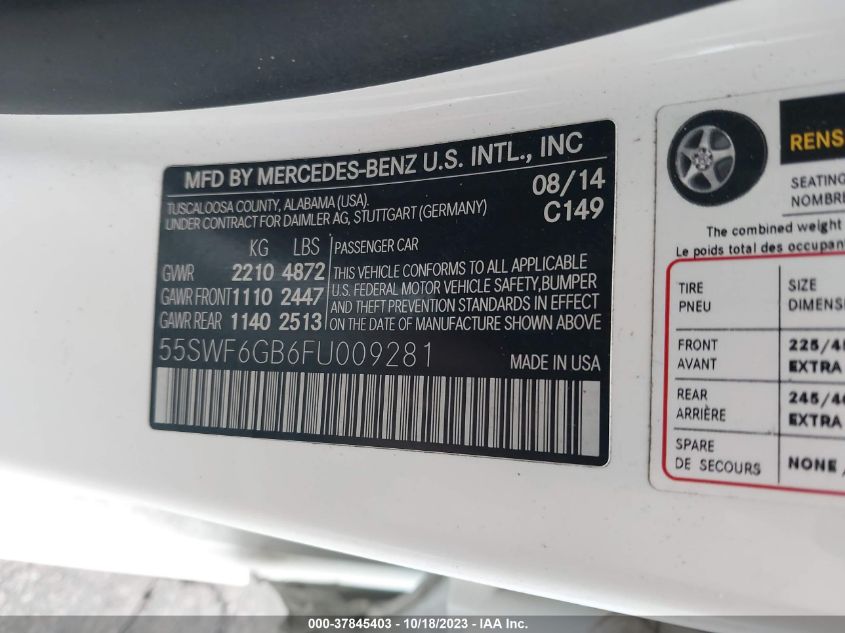 MFD BY MERCEDES-BENZ U.S. INTL., INC
TUSCALOOSA COUNTY, ALABAMA (USA).
UNDER CONTRACT FOR DAIMLER AG, STUTTGART (GERMANY)
08/14
C149
KG LBS
GVWR 2210 4872
GAWR FRONT 1110 2447
GAWR REAR 1140 2513
PASSENGER CAR
THIS VEHICLE CONFORMS TO ALL APPLICABLE
U.S. FEDERAL MOTOR VEHICLE SAFETY,BUMPER
AND THEFT PREVENTION STANDARDS IN EFFECT
ON THE DATE OF MANUFACTURE SHOWN ABOVE
55SWF6GB6FU009281
MADE IN USA
RENS
SEATING
NOMBRE
The combined weight
Le poids total des occupan
TIRE SIZE
PNEU DIMENS
FRONT 225/4
AVANT EXTRA
REAR 245/4
ARRIÈRE EXTRA
SPARE
DE SECOURS NONE
000-37845403 - 10/18/2023 - IAA Inc.